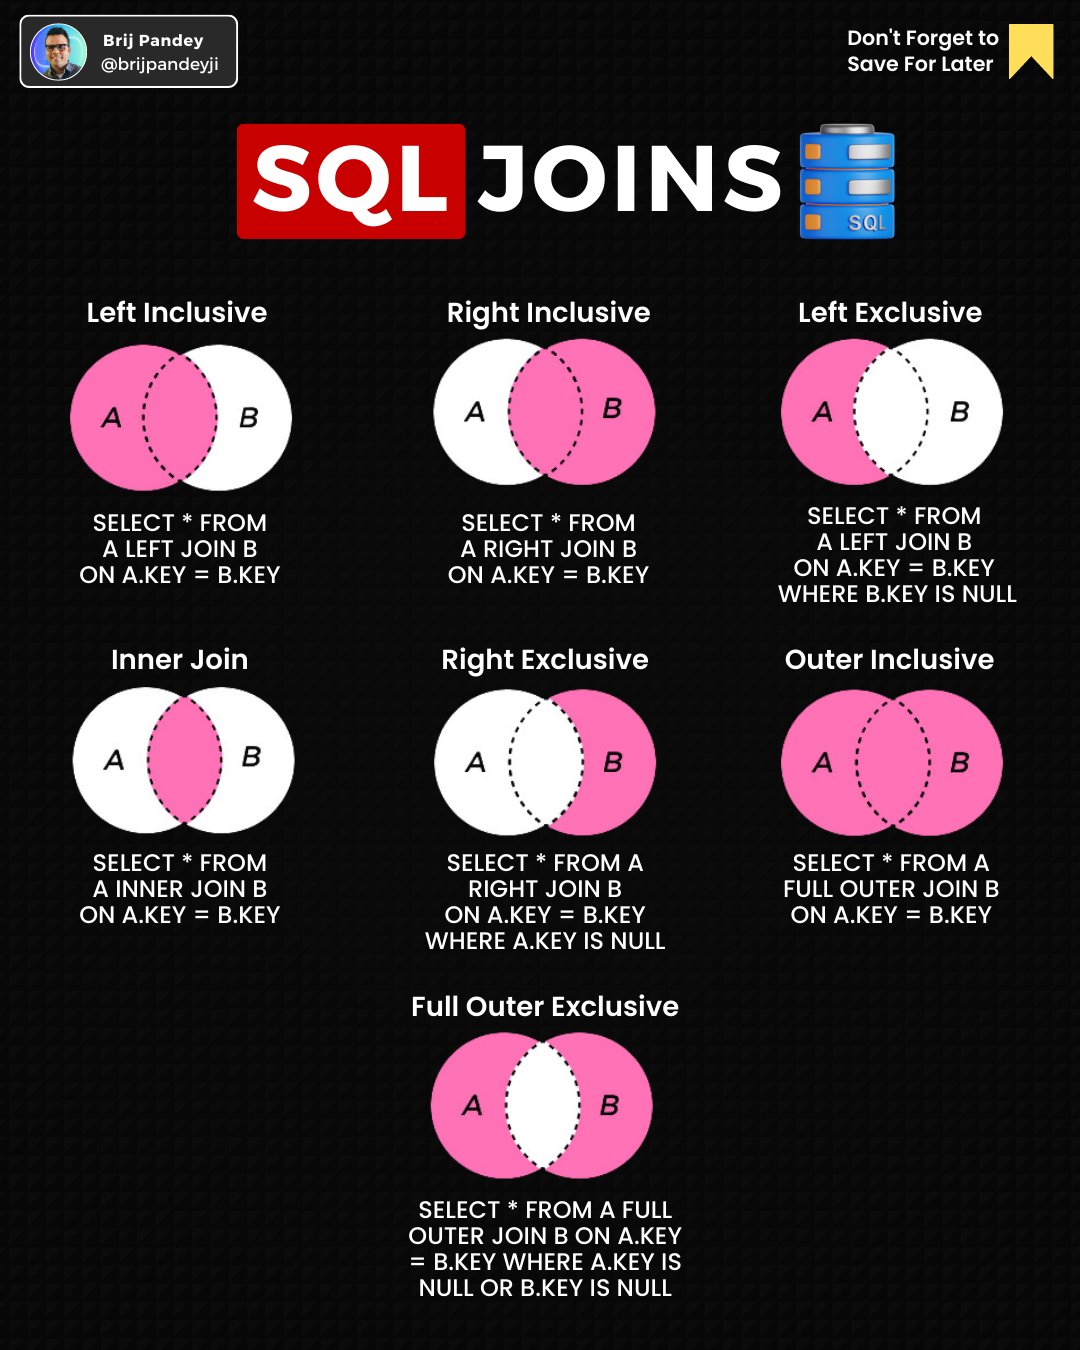 Brij Pandey
@brijpandeyji
Don't Forget to
Save For Later
SQL JOINS
SQL
Left Inclusive
A B
SELECT * FROM
A LEFT JOIN B
ON A.KEY = B.KEY
Right Inclusive
A B
SELECT * FROM
A RIGHT JOIN B
ON A.KEY = B.KEY
Left Exclusive
A B
SELECT * FROM
A LEFT JOIN B
ON A.KEY = B.KEY
WHERE B.KEY IS NULL
Inner Join
A B
SELECT * FROM
A INNER JOIN B
ON A.KEY = B.KEY
Right Exclusive
A B
SELECT * FROM A
RIGHT JOIN B
ON A.KEY = B.KEY
WHERE A.KEY IS NULL
Outer Inclusive
A B
SELECT * FROM A
FULL OUTER JOIN B
ON A.KEY = B.KEY
Full Outer Exclusive
A B
SELECT * FROM A FULL
OUTER JOIN B ON A.KEY
= B.KEY WHERE A.KEY IS
NULL OR B.KEY IS NULL